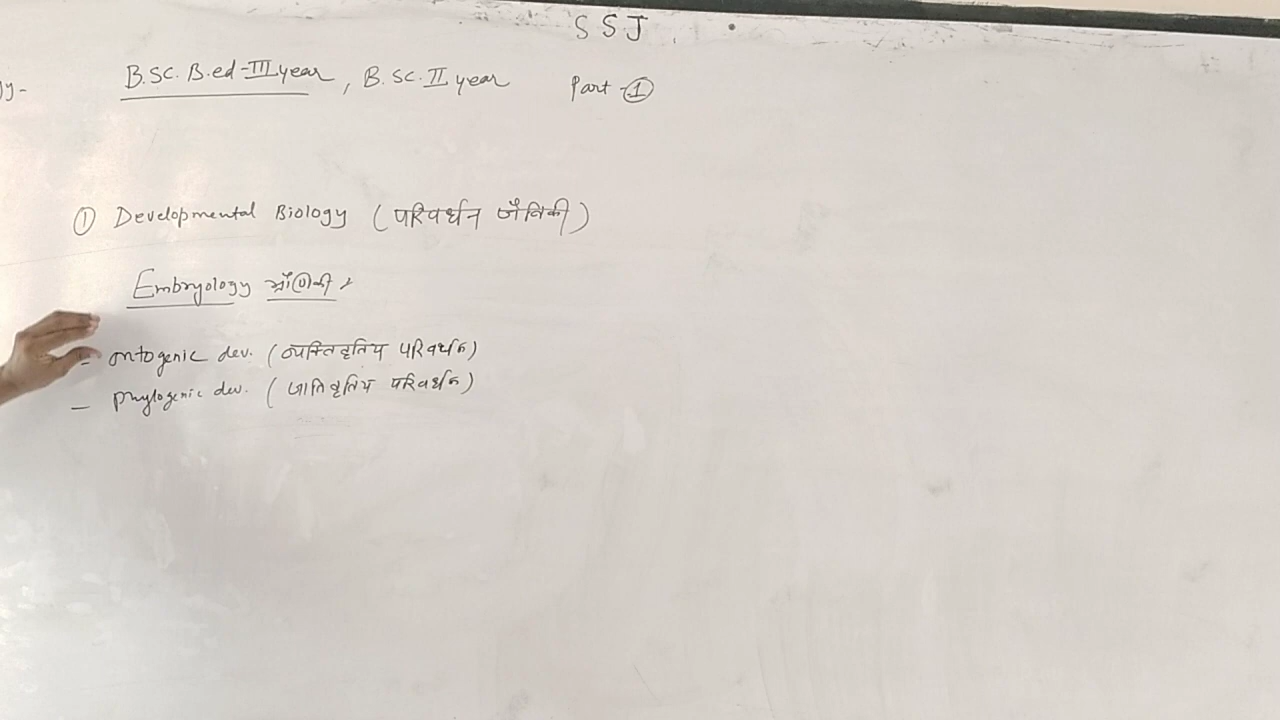 SSJ
B.Sc. B.ed-III year, B.Sc. II year Part-①
① Developmental Biology (परिवर्धन जैविकी)
Embryology
- ontogenic dev. (व्यक्तिवृतिय परिवर्धन)
- phylogenic dev. (जातिवृतिय परिवर्धन)